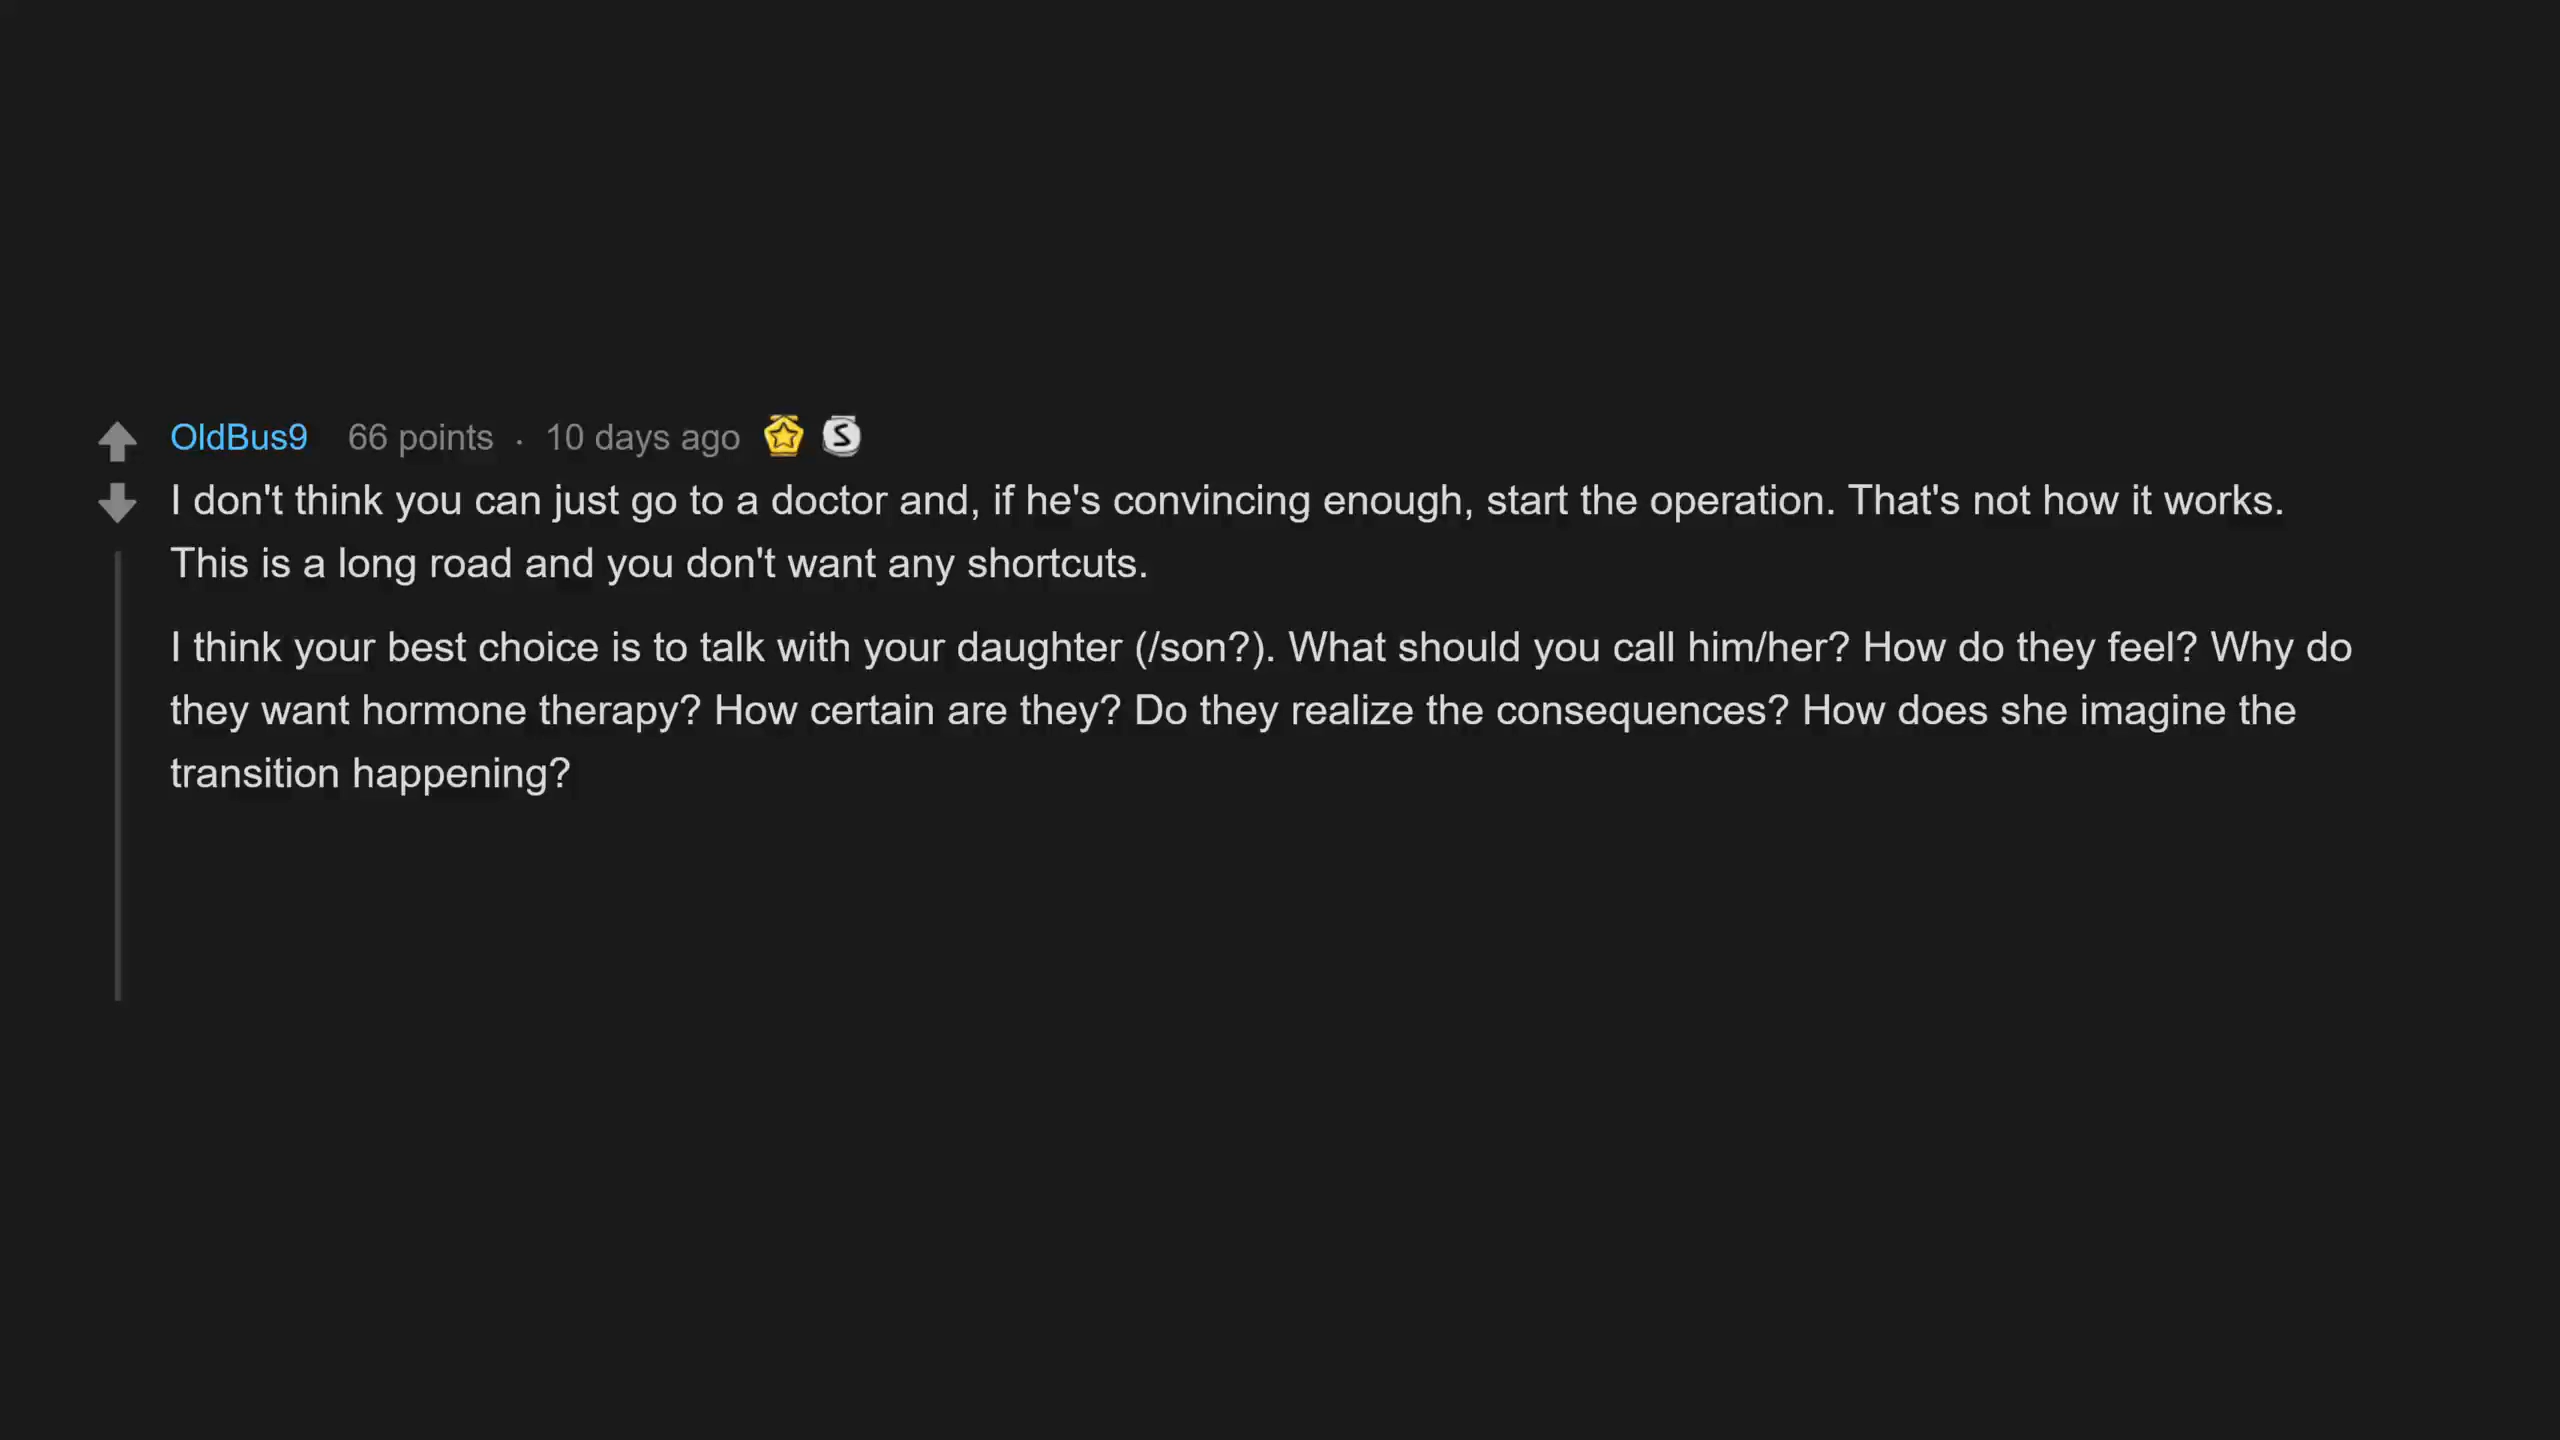 OldBus9 66 points · 10 days ago
I don't think you can just go to a doctor and, if he's convincing enough, start the operation. That's not how it works.
This is a long road and you don't want any shortcuts.
I think your best choice is to talk with your daughter (/son?). What should you call him/her? How do they feel? Why do
they want hormone therapy? How certain are they? Do they realize the consequences? How does she imagine the
transition happening?